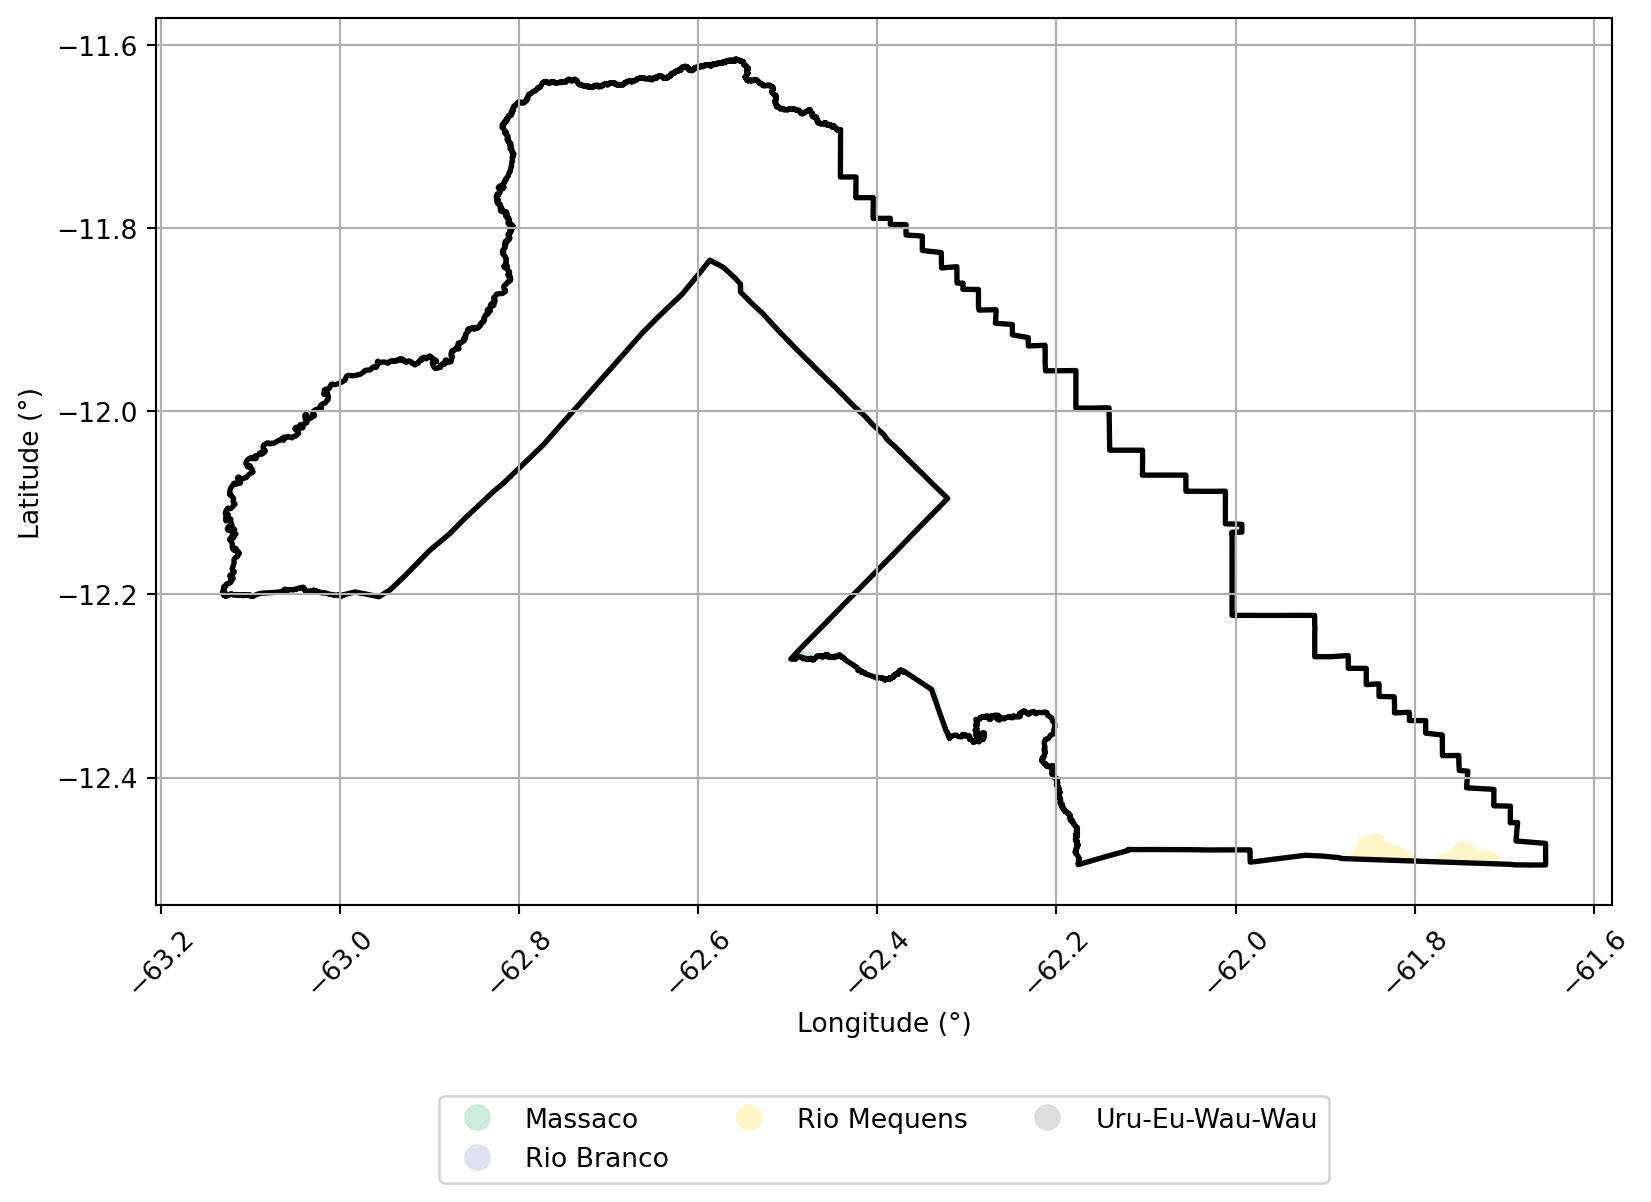 −11.6
−11.8
−12.0
−12.2
−12.4
Latitude (°)
−63.2
−63.0
−62.8
−62.6
−62.4
−62.2
−62.0
−61.8
−61.6
Longitude (°)
Massaco
Rio Branco
Rio Mequens
Uru-Eu-Wau-Wau